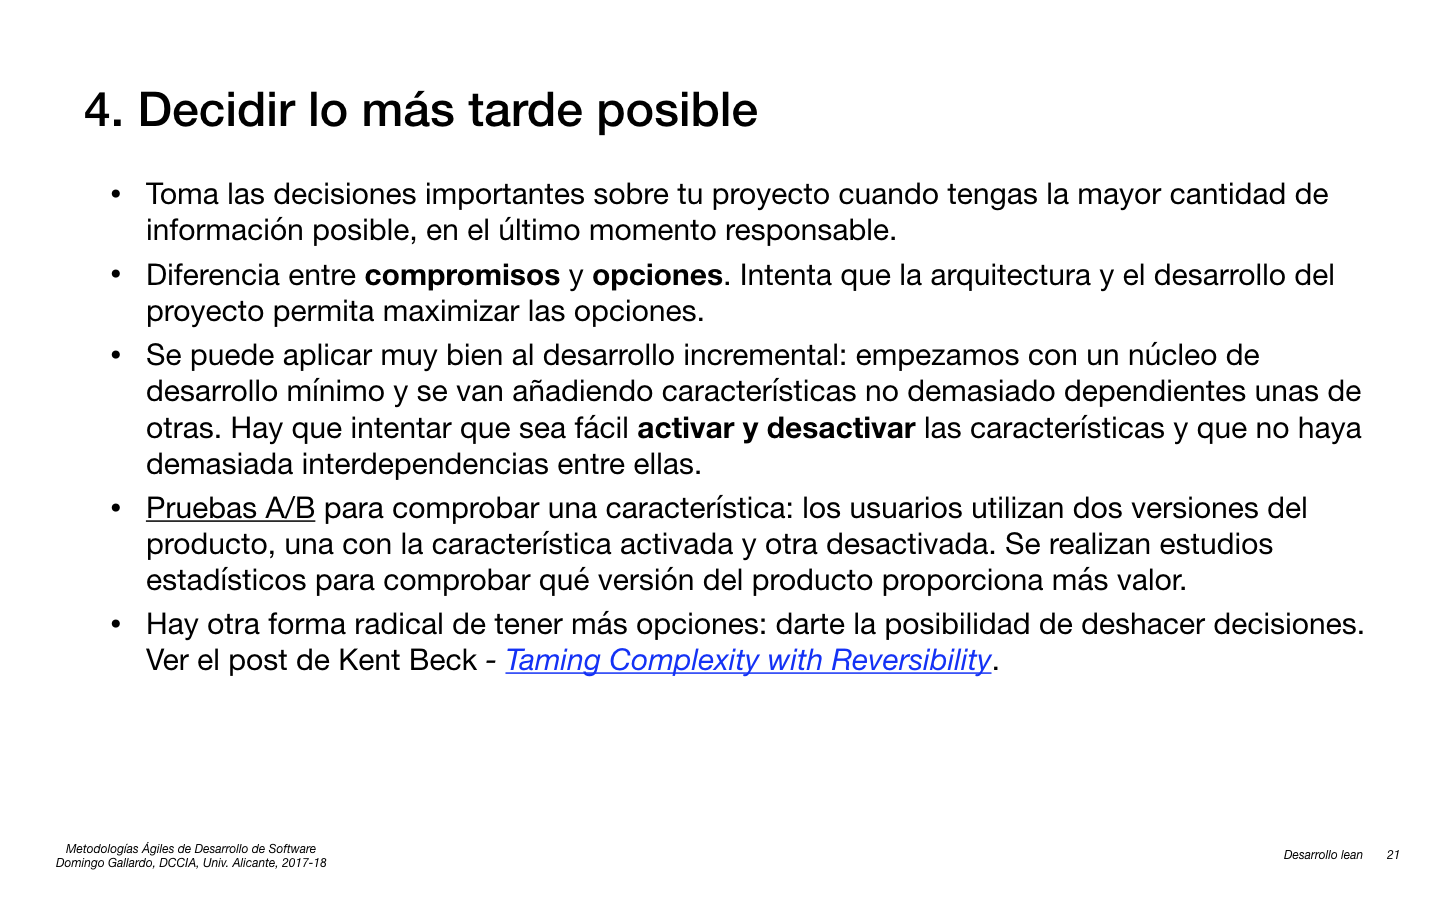 4. Decidir lo más tarde posible
• Toma las decisiones importantes sobre tu proyecto cuando tengas la mayor cantidad de
información posible, en el último momento responsable.
• Diferencia entre compromisos y opciones. Intenta que la arquitectura y el desarrollo del
proyecto permita maximizar las opciones.
• Se puede aplicar muy bien al desarrollo incremental: empezamos con un núcleo de
desarrollo mínimo y se van añadiendo características no demasiado dependientes unas de
otras. Hay que intentar que sea fácil activar y desactivar las características y que no haya
demasiada interdependencias entre ellas.
• Pruebas A/B para comprobar una característica: los usuarios utilizan dos versiones del
producto, una con la característica activada y otra desactivada. Se realizan estudios
estadísticos para comprobar qué versión del producto proporciona más valor.
• Hay otra forma radical de tener más opciones: darte la posibilidad de deshacer decisiones.
Ver el post de Kent Beck - Taming Complexity with Reversibility.
Metodologías Ágiles de Desarrollo de Software
Domingo Gallardo, DCCIA, Univ. Alicante, 2017-18
Desarrollo lean 21